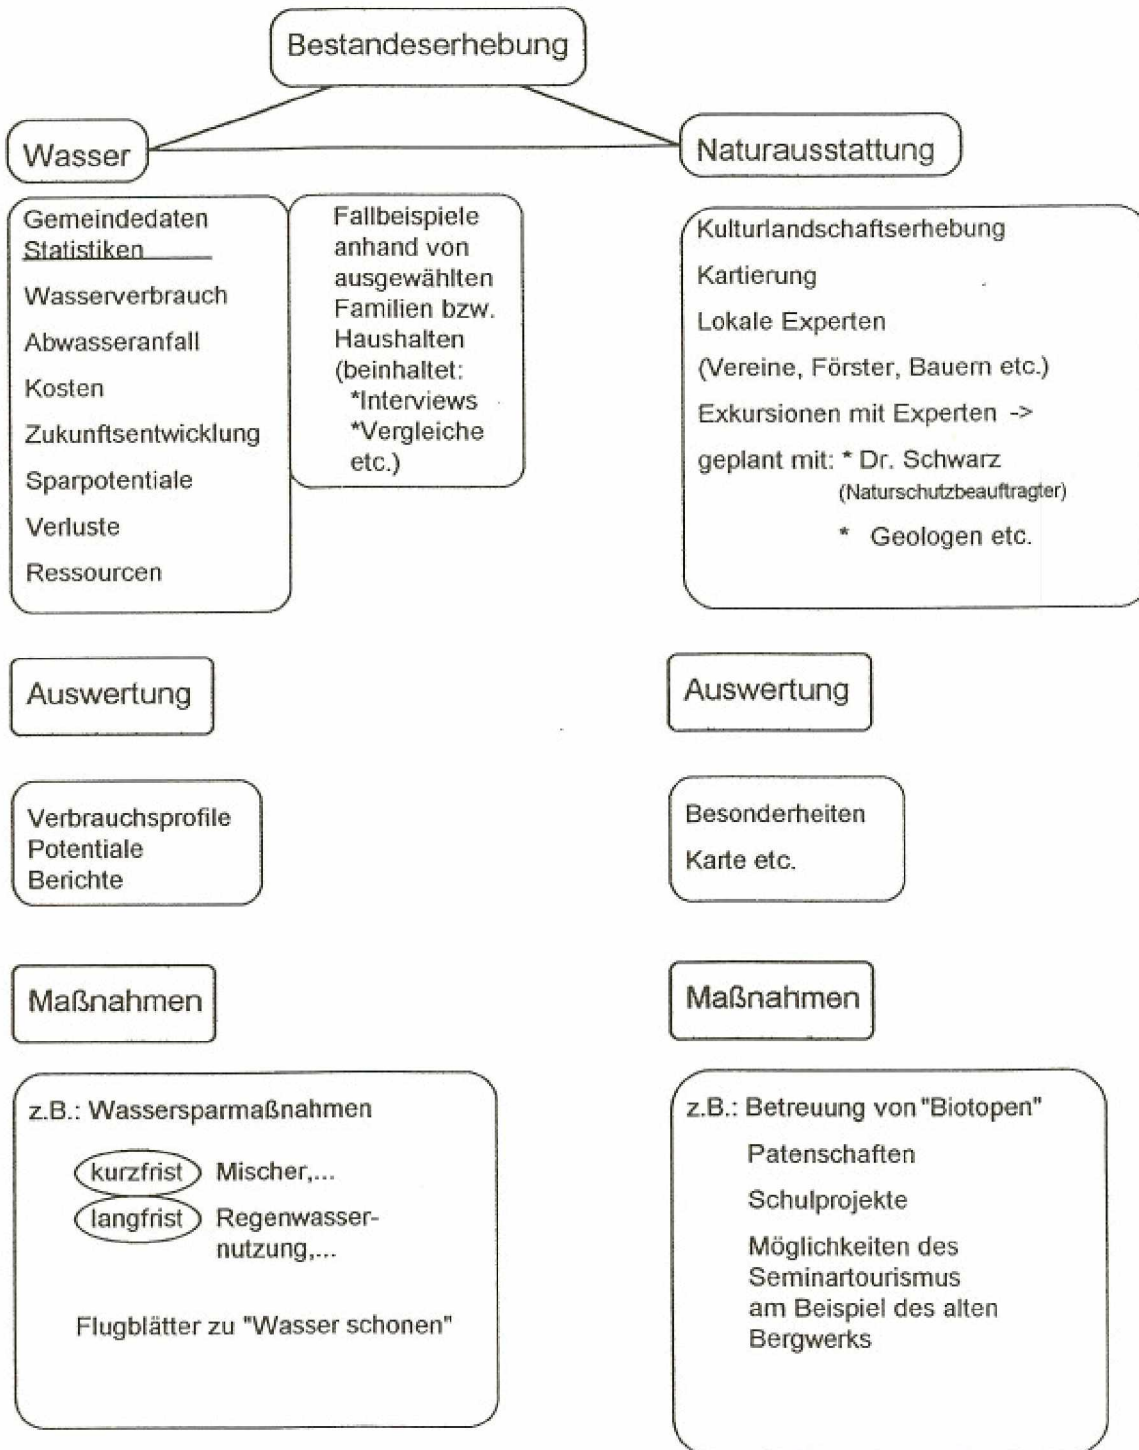 Bestandeserhebung
Wasser
Gemeindedaten
Statistiken
Wasserverbrauch
Abwasseranfall
Kosten
Zukunftsentwicklung
Sparpotentiale
Verluste
Ressourcen
Fallbeispiele
anhand von
ausgewählten
Familien bzw.
Haushalten
(beinhaltet:
*Interviews
*Vergleiche
etc.)
Auswertung
Verbrauchsprofile
Potentiale
Berichte
Maßnahmen
z.B.: Wassersparmaßnahmen
kurzfrist Mischer,...
langfrist Regenwasser-
nutzung,...
Flugblätter zu "Wasser schonen"
Naturausstattung
Kulturlandschaftserhebung
Kartierung
Lokale Experten
(Vereine, Förster, Bauern etc.)
Exkursionen mit Experten ->
geplant mit: * Dr. Schwarz
(Naturschutzbeauftragter)
* Geologen etc.
Auswertung
Besonderheiten
Karte etc.
Maßnahmen
z.B.: Betreuung von "Biotopen"
Patenschaften
Schulprojekte
Möglichkeiten des
Seminartourismus
am Beispiel des alten
Bergwerks